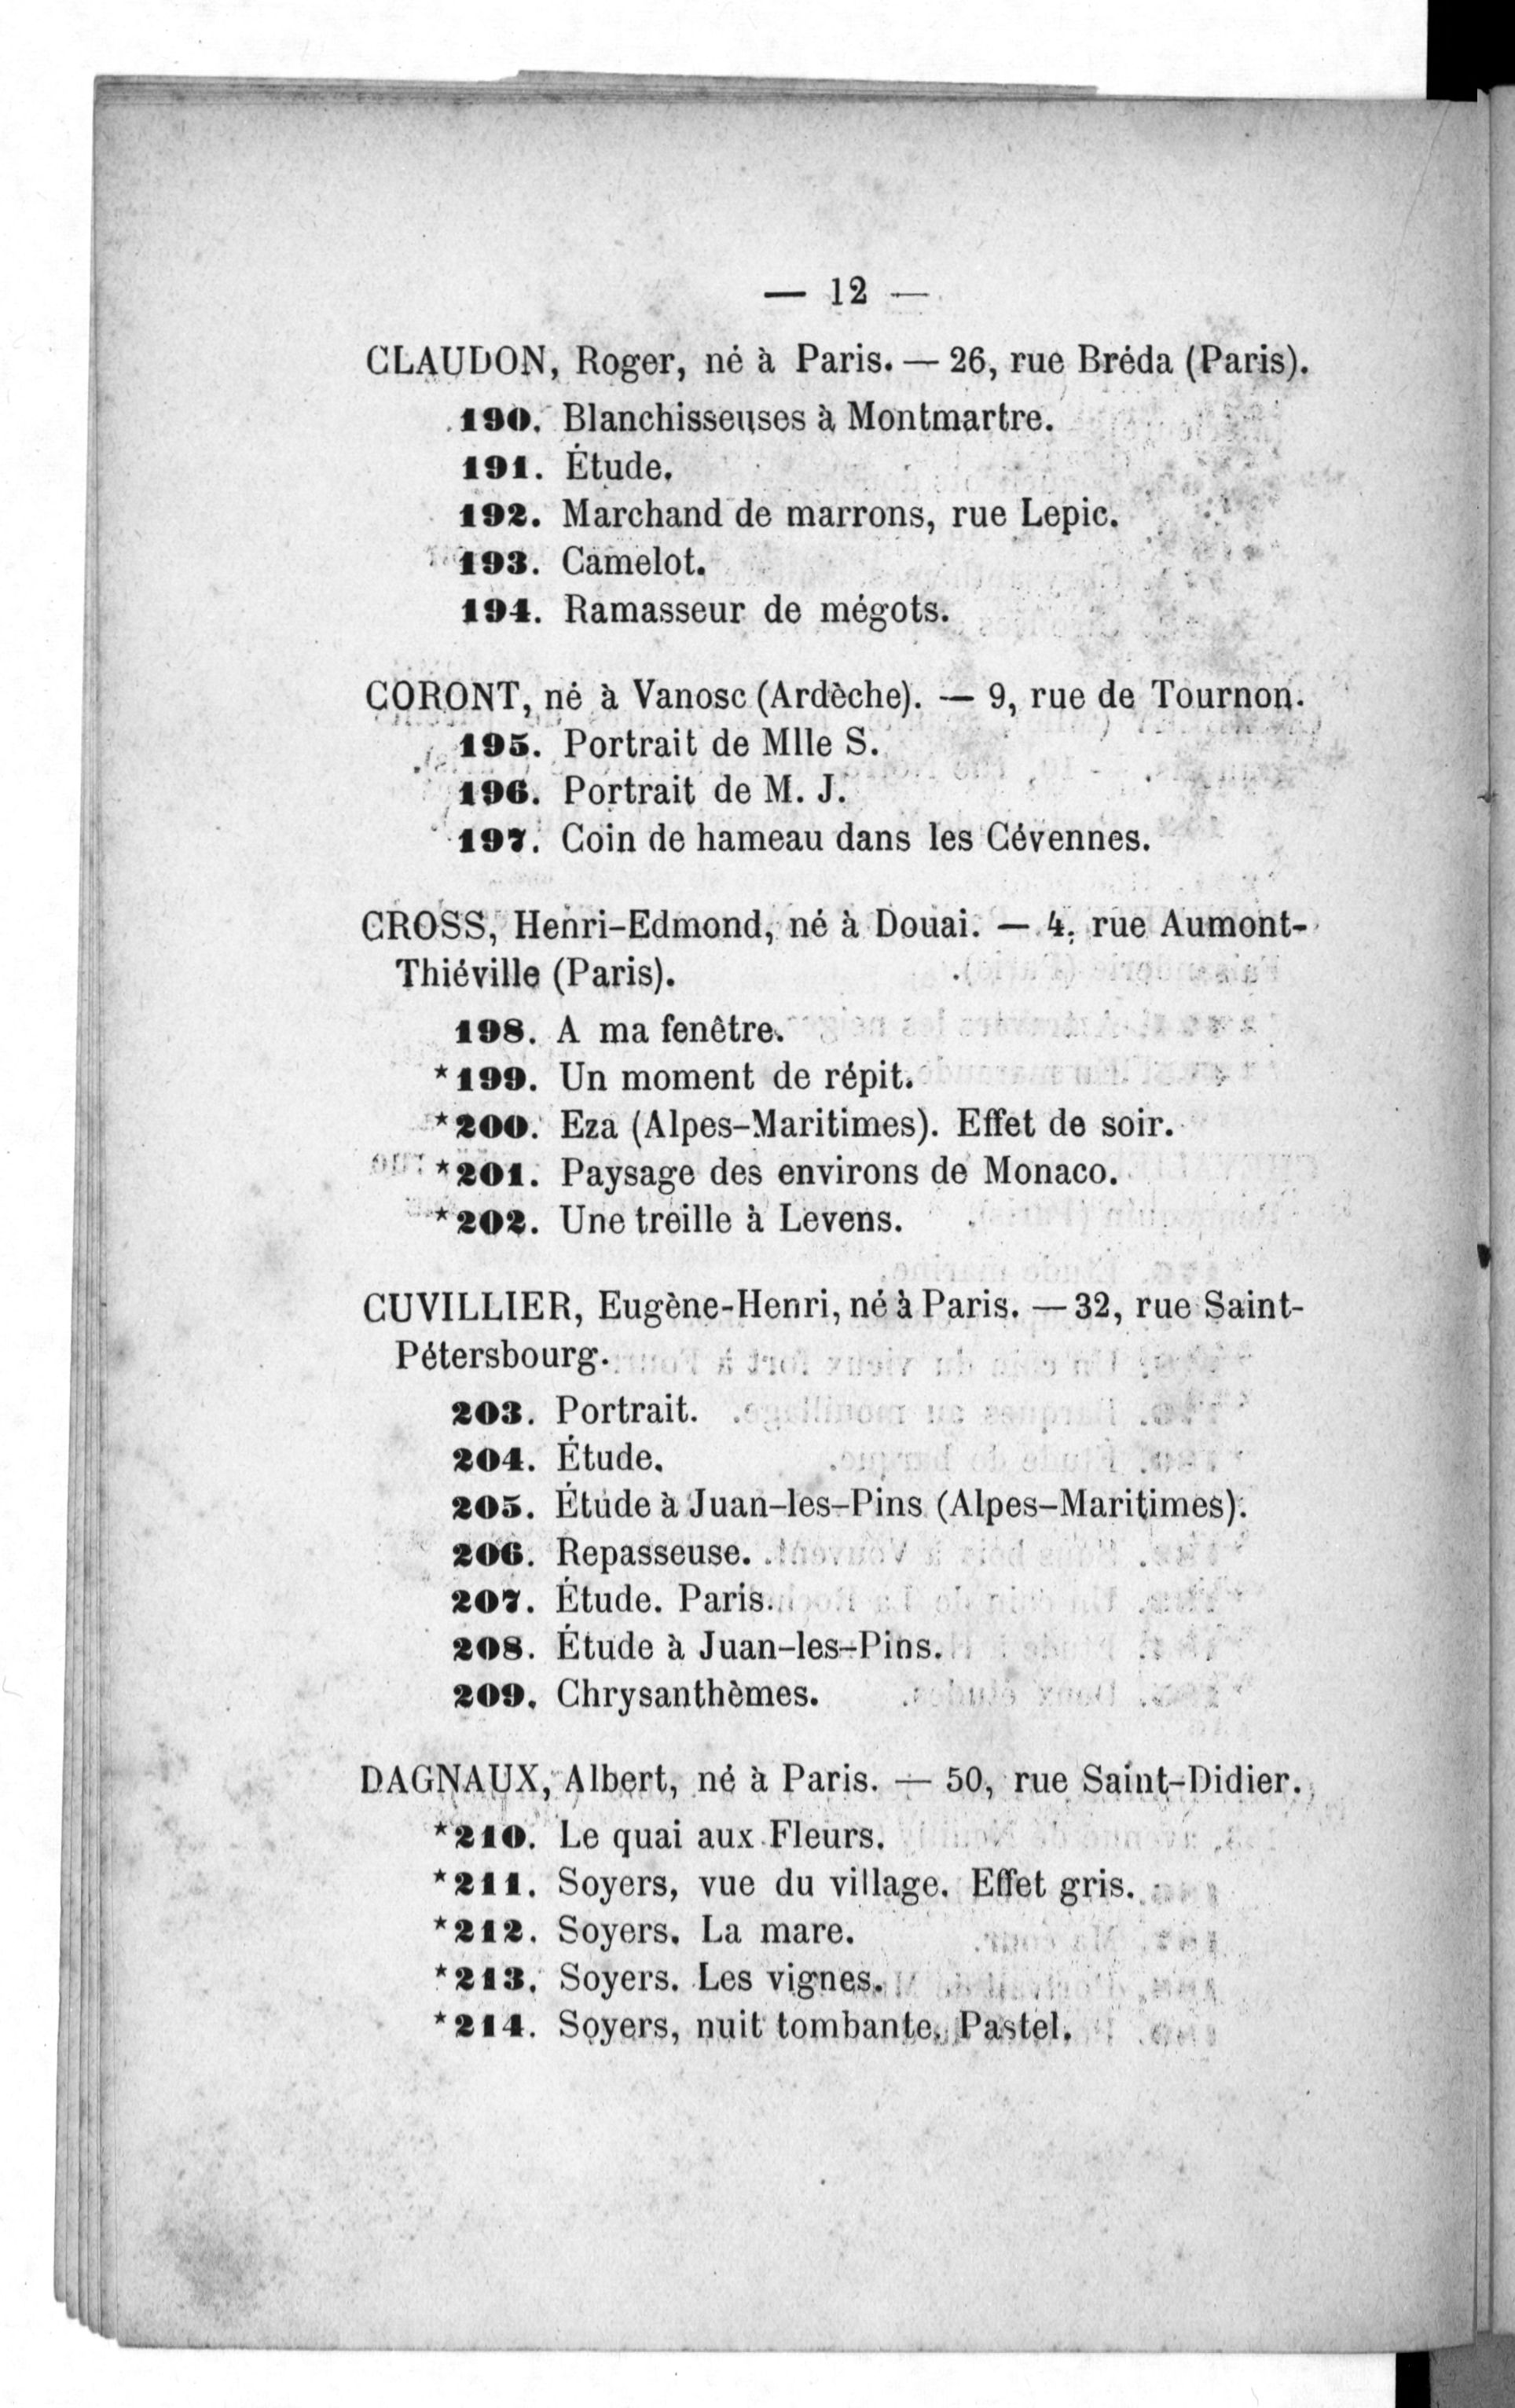 — 12 —
CLAUDON, Roger, né à Paris. — 26, rue Bréda (Paris).
190. Blanchisseuses à Montmartre.
191. Étude.
192. Marchand de marrons, rue Lepic.
193. Camelot.
194. Ramasseur de mégots.
CORONT, né à Vanosc (Ardèche). — 9, rue de Tournon.
195. Portrait de Mlle S.
196. Portrait de M. J.
197. Coin de hameau dans les Cévennes.
CROSS, Henri-Edmond, né à Douai. — 4, rue Aumont-
Thiéville (Paris).
198. A ma fenêtre.
*199. Un moment de répit.
*200. Eza (Alpes-Maritimes). Effet de soir.
*201. Paysage des environs de Monaco.
*202. Une treille à Levens.
CUVILLIER, Eugène-Henri, né à Paris. — 32, rue Saint-
Pétersbourg.
203. Portrait.
204. Étude.
205. Étude à Juan-les-Pins (Alpes-Maritimes).
206. Repasseuse.
207. Étude. Paris.
208. Étude à Juan-les-Pins.
209. Chrysanthèmes.
DAGNAUX, Albert, né à Paris. — 50, rue Saint-Didier.
*210. Le quai aux Fleurs.
*211. Soyers, vue du village. Effet gris.
*212. Soyers. La mare.
*213. Soyers. Les vignes.
*214. Soyers, nuit tombante. Pastel.